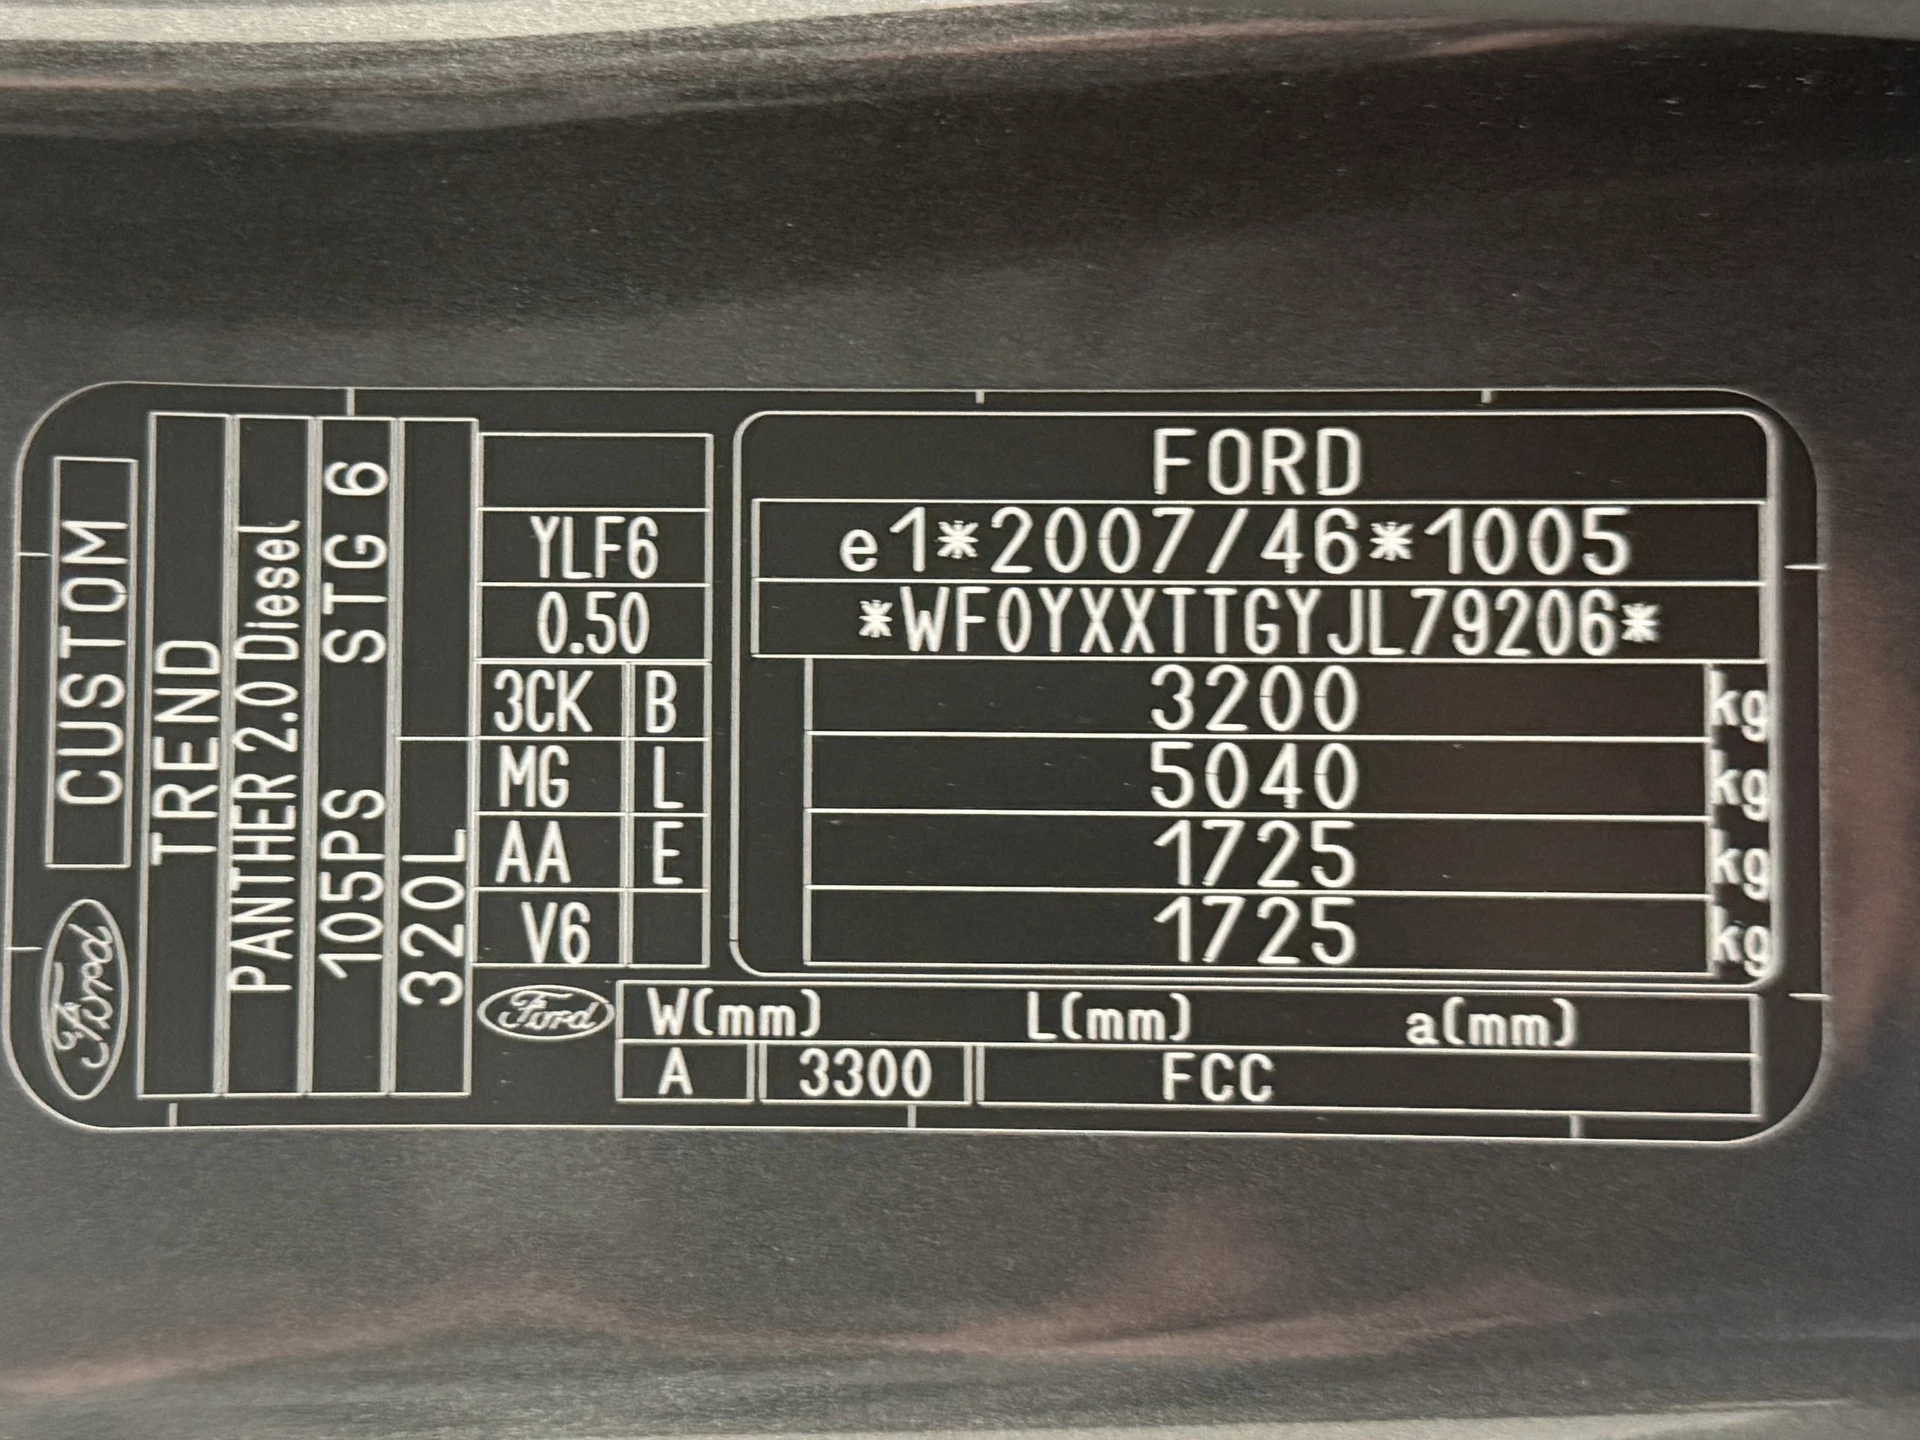 FORD
e1*2007/46*1005
*WF0YXXTTGYJL79206*
3200 kg
5040 kg
1725 kg
1725 kg
YLF6
0.50
3CK B
MG L
AA E
V6
Ford
W(mm) L(mm) a(mm)
A 3300 FCC
Ford CUSTOM
TREND
PANTHER 2.0 Diesel
105PS STG 6
320L